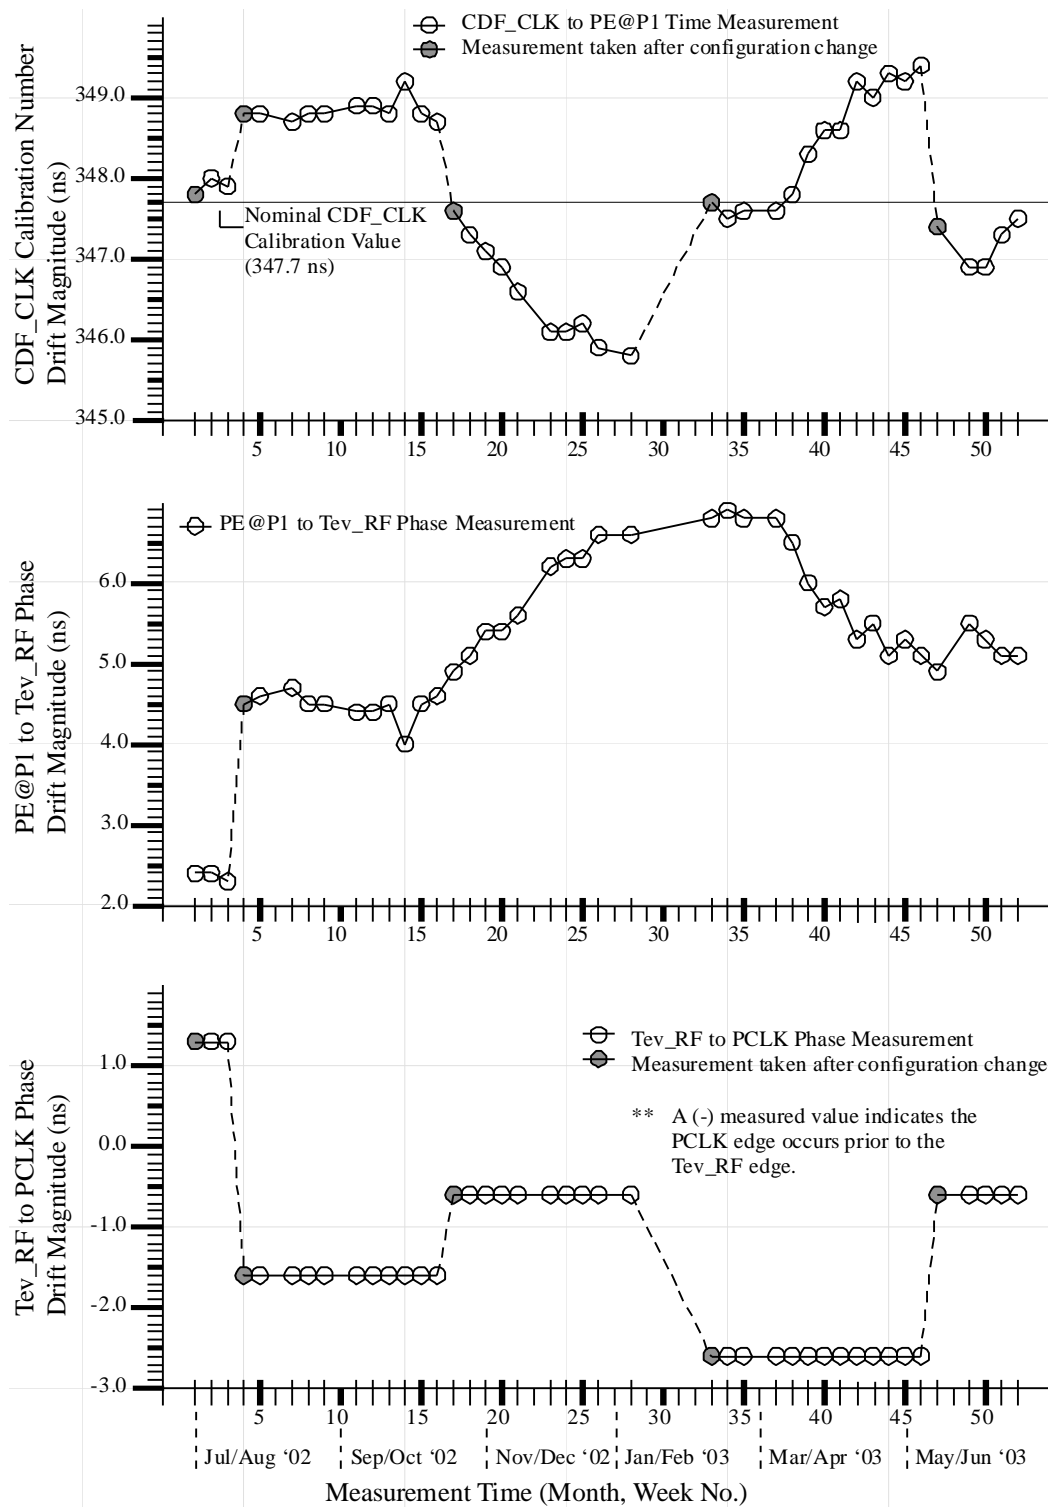 CDF_CLK to PE@P1 Time Measurement
Measurement taken after configuration change
CDF_CLK Calibration Number
Drift Magnitude (ns)
349.0
348.0
347.0
346.0
345.0
Nominal CDF_CLK
Calibration Value
(347.7 ns)
5 10 15 20 25 30 35 40 45 50
PE@P1 to Tev_RF Phase Measurement
PE@P1 to Tev_RF Phase
Drift Magnitude (ns)
6.0
5.0
4.0
3.0
2.0
5 10 15 20 25 30 35 40 45 50
Tev_RF to PCLK Phase Measurement
Measurement taken after configuration change
** A (-) measured value indicates the
PCLK edge occurs prior to the
Tev_RF edge.
Tev_RF to PCLK Phase
Drift Magnitude (ns)
1.0
0.0
-1.0
-2.0
-3.0
5 10 15 20 25 30 35 40 45 50
Jul/Aug ‘02 Sep/Oct ‘02 Nov/Dec ‘02 Jan/Feb ‘03 Mar/Apr ‘03 May/Jun ‘03
Measurement Time (Month, Week No.)